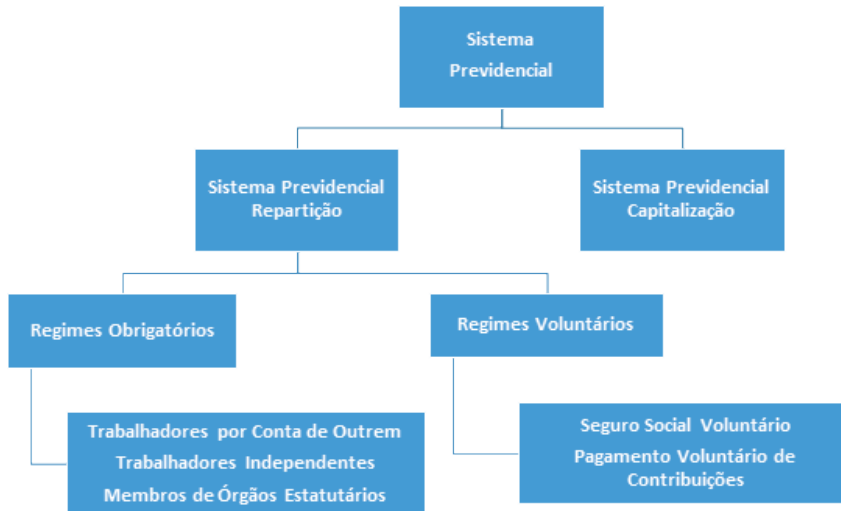 Sistema
Previdencial
Sistema Previdencial
Repartição
Sistema Previdencial
Capitalização
Regimes Obrigatórios
Regimes Voluntários
Trabalhadores por Conta de Outrem
Trabalhadores Independentes
Membros de Órgãos Estatutários
Seguro Social Voluntário
Pagamento Voluntário de
Contribuições